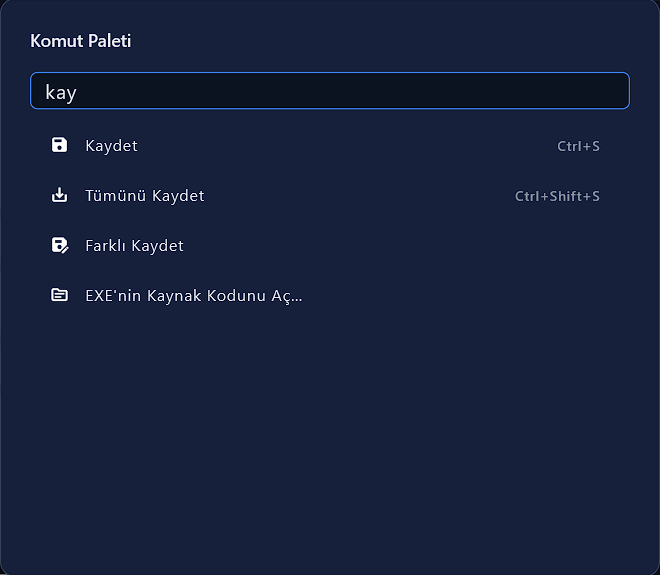 Komut Paleti
kay
Kaydet Ctrl+S
Tümünü Kaydet Ctrl+Shift+S
Farklı Kaydet
EXE'nin Kaynak Kodunu Aç...